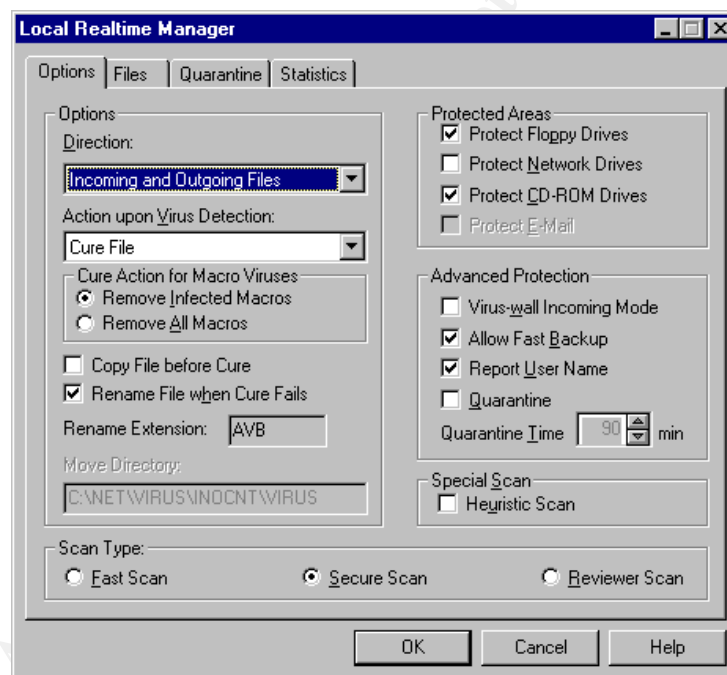 Local Realtime Manager
Options Files Quarantine Statistics
Options
Direction:
Incoming and Outgoing Files
Action upon Virus Detection:
Cure File
Cure Action for Macro Viruses
Remove Infected Macros
Remove All Macros
Copy File before Cure
Rename File when Cure Fails
Rename Extension: AVB
Move Directory:
C:\NET\VIRUS\INOCNT\VIRUS
Protected Areas
Protect Floppy Drives
Protect Network Drives
Protect CD-ROM Drives
Protect E-Mail
Advanced Protection
Virus-wall Incoming Mode
Allow Fast Backup
Report User Name
Quarantine
Quarantine Time 90 min
Special Scan
Heuristic Scan
Scan Type:
Fast Scan Secure Scan Reviewer Scan
OK Cancel Help